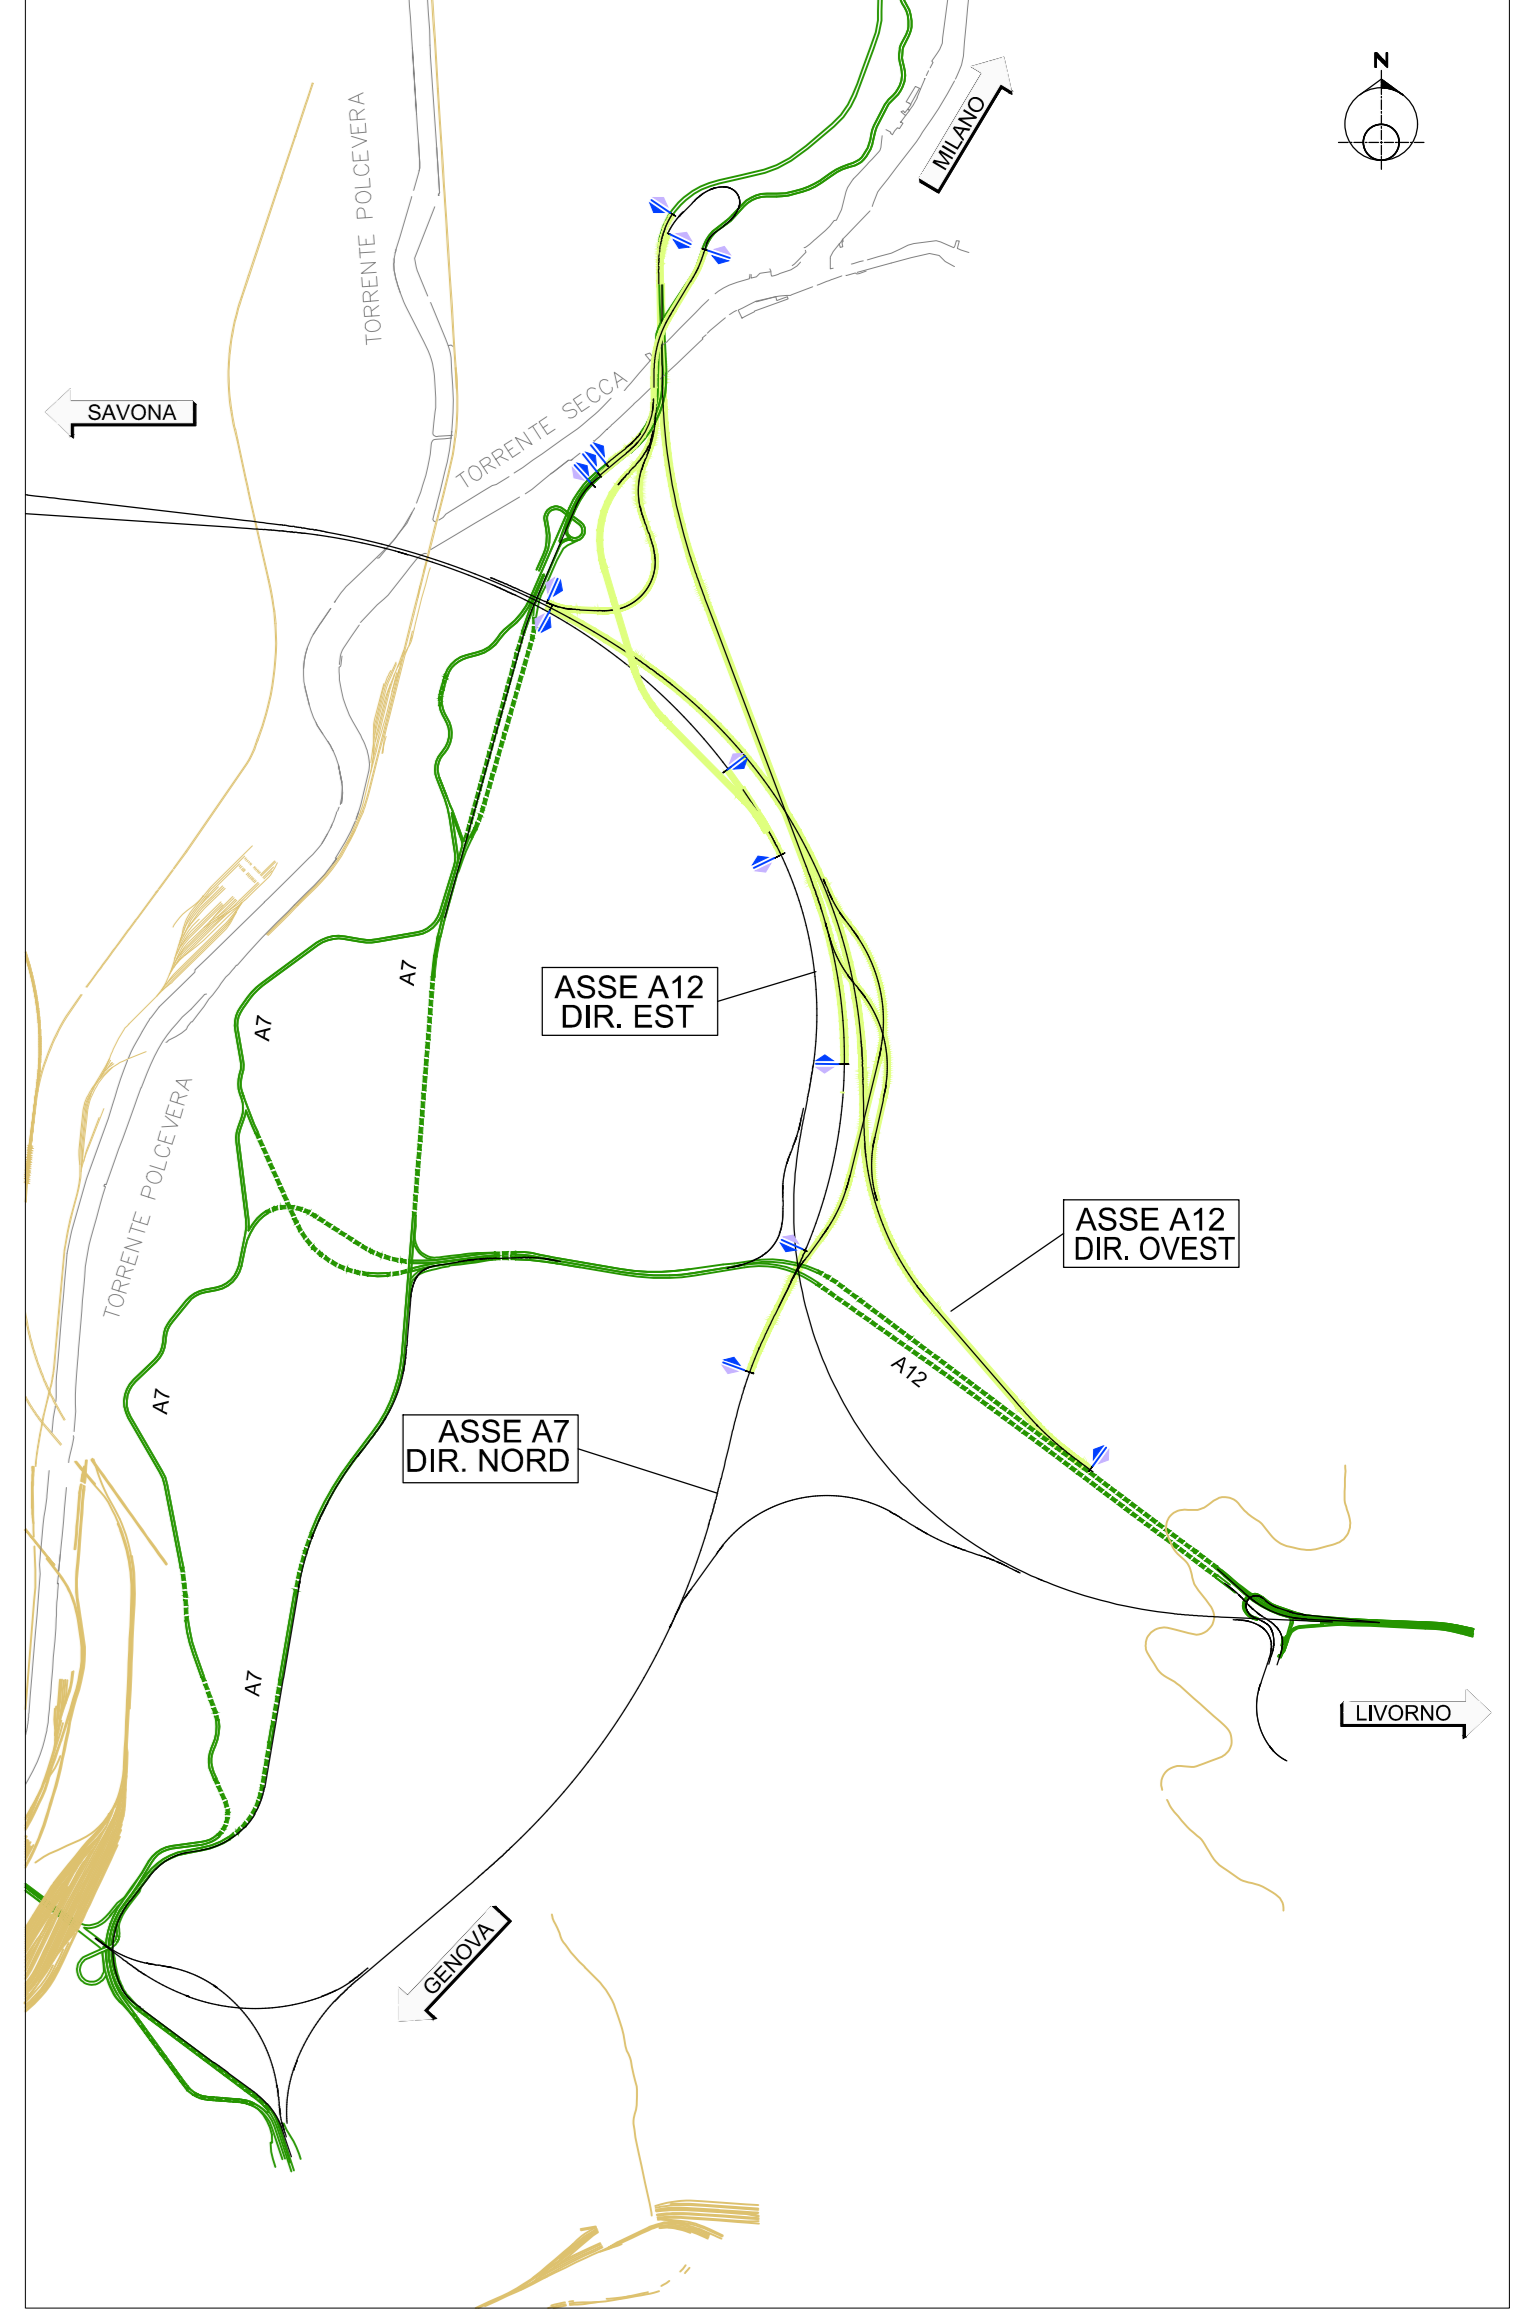 N
MILANO
TORRENTE POLCEVERA
SAVONA
TORRENTE SECCA
A7
ASSE A12
DIR. EST
A7
TORRENTE POLCEVERA
ASSE A12
DIR. OVEST
A12
A7
ASSE A7
DIR. NORD
A7
LIVORNO
GENOVA